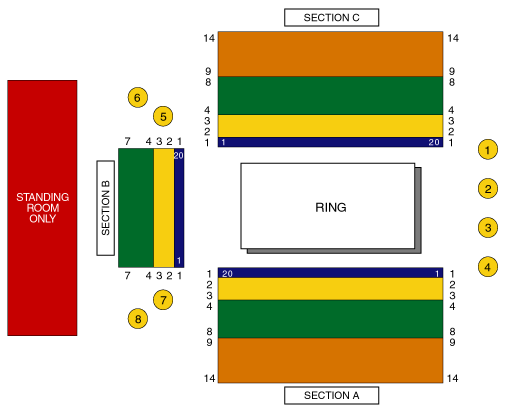 SECTION C
14 14
9 9
8 8
4 4
3 3
2 2
1 1 20 1
6
5
7 4 3 2 1
20
1
SECTION B
7 4 3 2 1
7
8
STANDING
ROOM
ONLY
RING
1
2
3
4
1 20 1 1
2 2
3 3
4 4
8 8
9 9
14 14
SECTION A